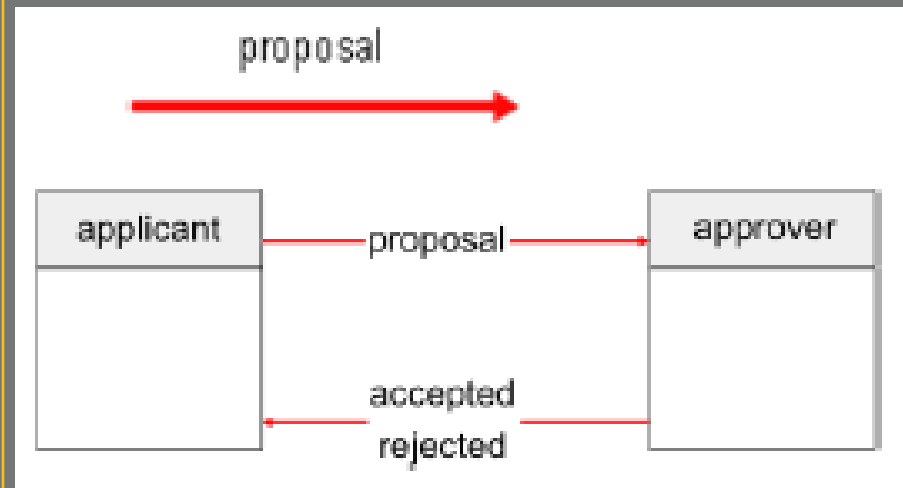 proposal
applicant
proposal
approver
accepted
rejected